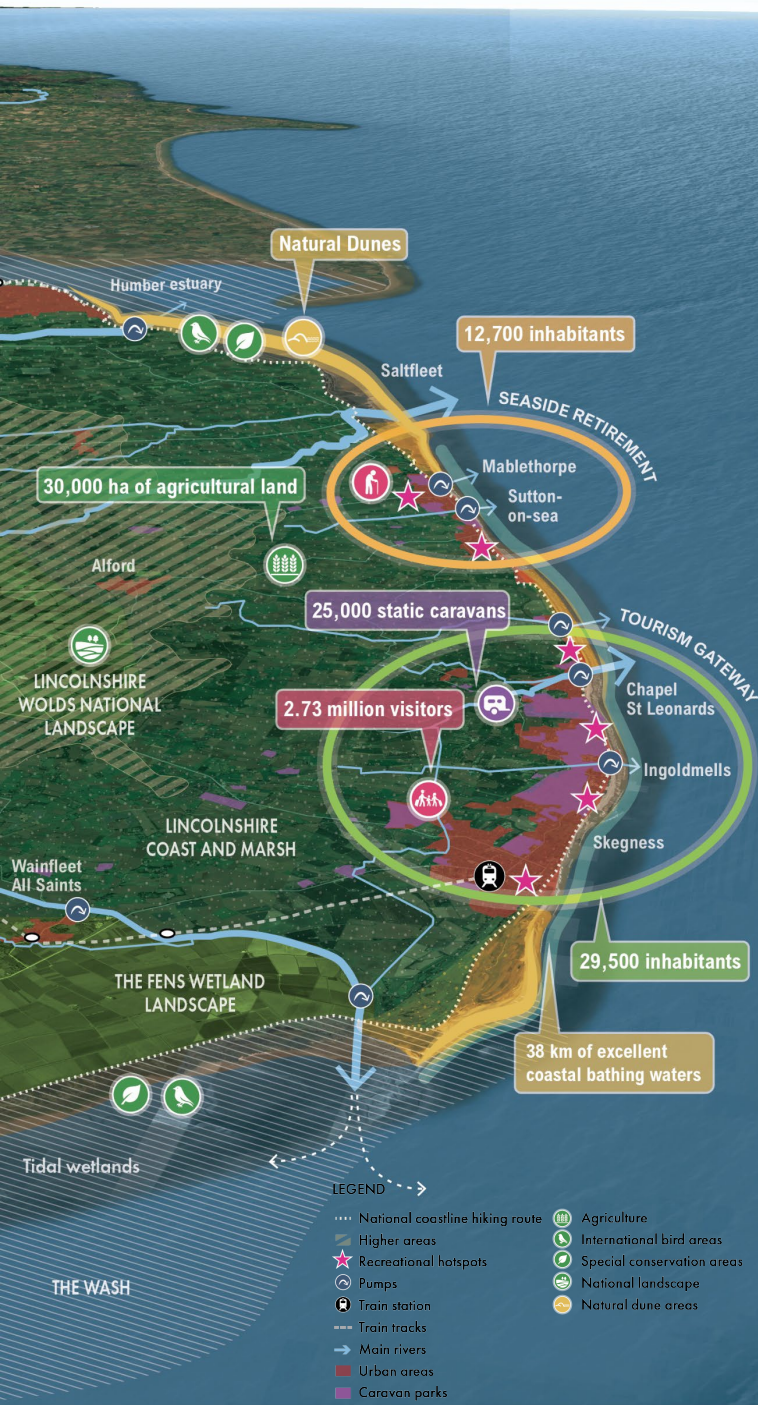 Natural Dunes
Humber estuary
12,700 inhabitants
Saltfleet
SEASIDE RETIREMENT
Mablethorpe
30,000 ha of agricultural land
Sutton-
on-sea
Alford
25,000 static caravans
TOURISM GATEWAY
LINCOLNSHIRE
WOLDS NATIONAL
LANDSCAPE
Chapel
St Leonards
2.73 million visitors
Ingoldmells
LINCOLNSHIRE
COAST AND MARSH
Skegness
Wainfleet
All Saints
29,500 inhabitants
THE FENS WETLAND
LANDSCAPE
38 km of excellent
coastal bathing waters
Tidal wetlands
THE WASH
LEGEND
National coastline hiking route
Higher areas
Recreational hotspots
Pumps
Train station
Train tracks
Main rivers
Urban areas
Caravan parks
Agriculture
International bird areas
Special conservation areas
National landscape
Natural dune areas